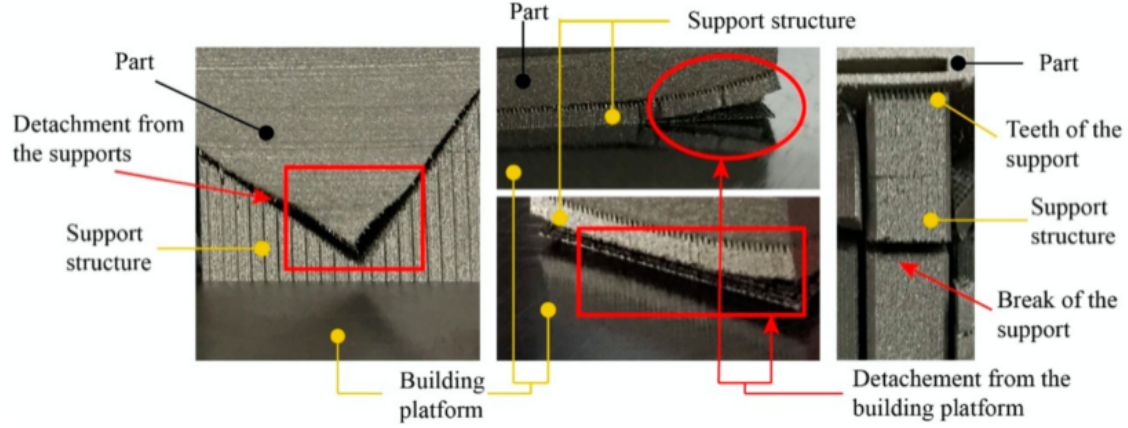 Part
Detachment from
the supports
Support
structure
Building
platform
Part
Support structure
Part
Teeth of the
support
Support
structure
Break of the
support
Detachement from the
building platform